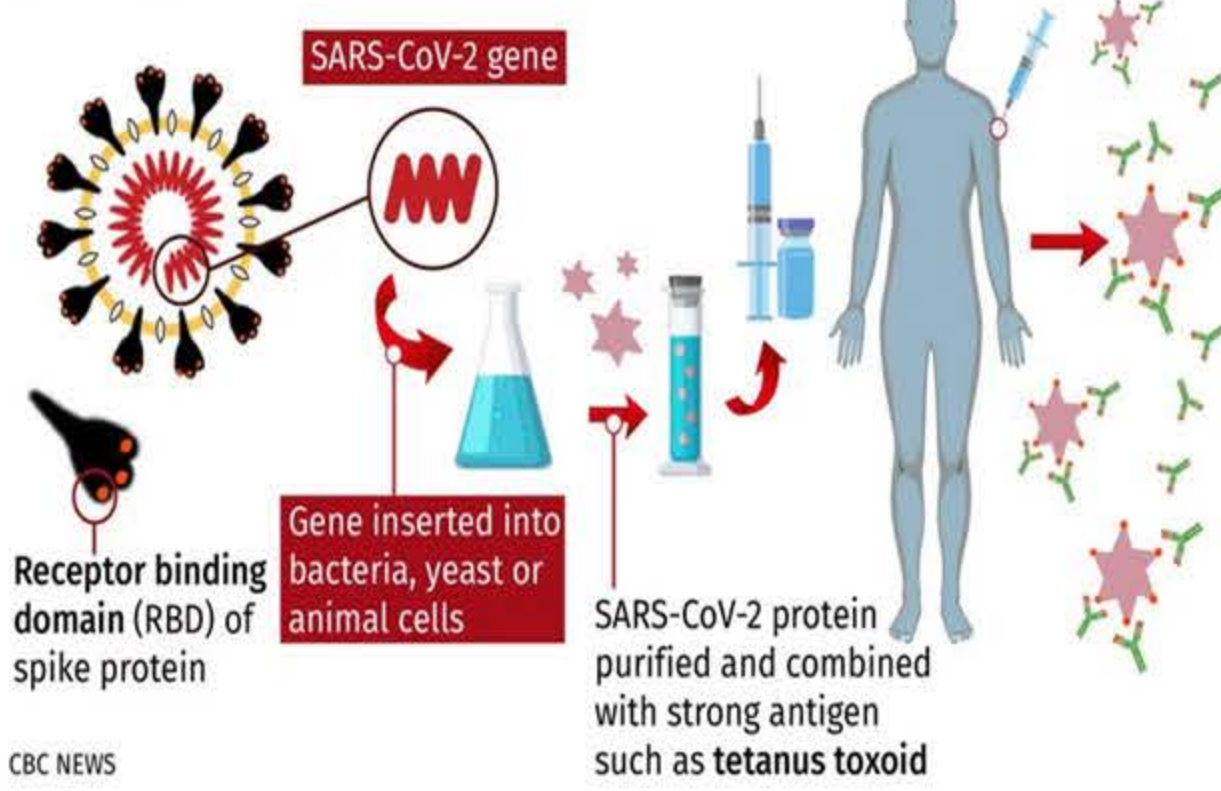 SARS-CoV-2 gene
Receptor binding
domain (RBD) of
spike protein
Gene inserted into
bacteria, yeast or
animal cells
SARS-CoV-2 protein
purified and combined
with strong antigen
such as tetanus toxoid
CBC NEWS